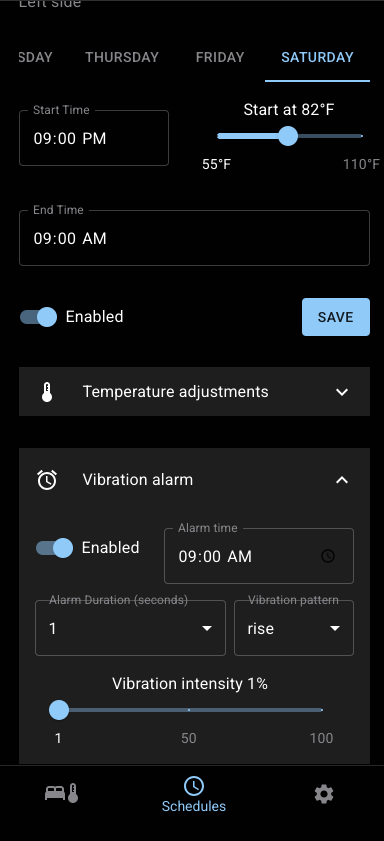 Left side
SDAY THURSDAY FRIDAY SATURDAY
Start Time
09:00 PM
Start at 82°F
55°F 110°F
End Time
09:00 AM
Enabled
SAVE
Temperature adjustments
Vibration alarm
Enabled
Alarm time
09:00 AM
Alarm Duration (seconds)
1
Vibration pattern
rise
Vibration intensity 1%
1 50 100
Schedules